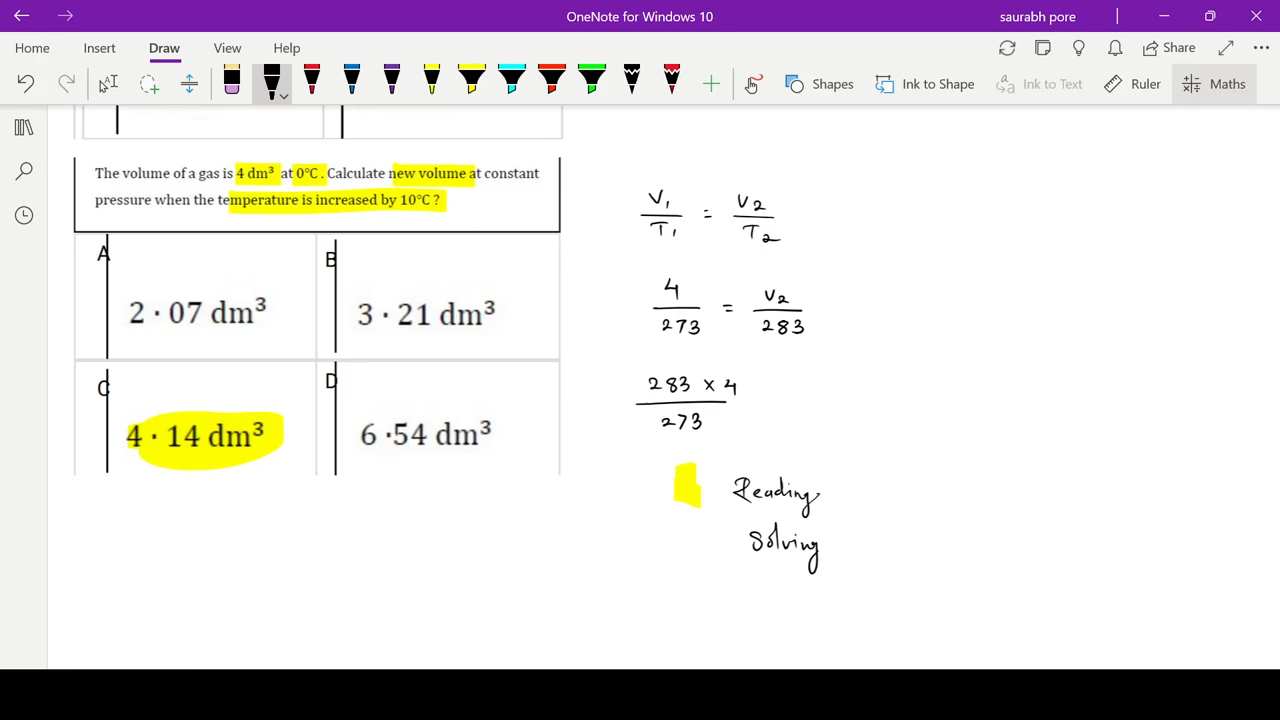 OneNote for Windows 10
saurabh pore
Home Insert Draw View Help
Share
Shapes Ink to Shape Ink to Text Ruler Maths
The volume of a gas is 4 dm³ at 0°C. Calculate new volume at constant
pressure when the temperature is increased by 10°C ?
A
2 · 07 dm³
B
3 · 21 dm³
C
4 · 14 dm³
D
6 ·54 dm³
V₁/T₁ = V₂/T₂
4/273 = V₂/283
283 × 4
273
Reading
Solving